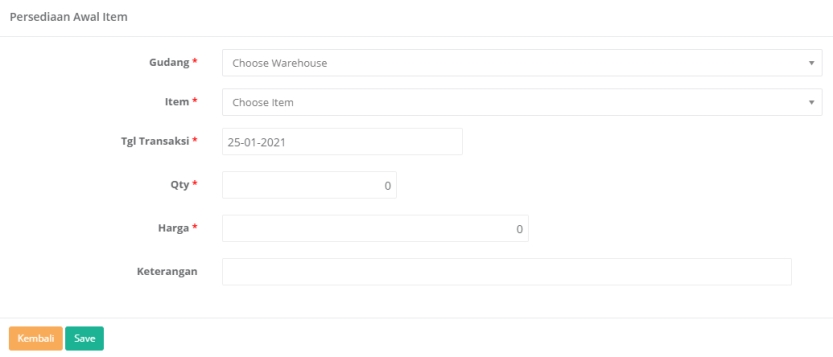 Persediaan Awal Item
Gudang * Choose Warehouse
Item * Choose Item
Tgl Transaksi * 25-01-2021
Qty * 0
Harga * 0
Keterangan
Kembali Save